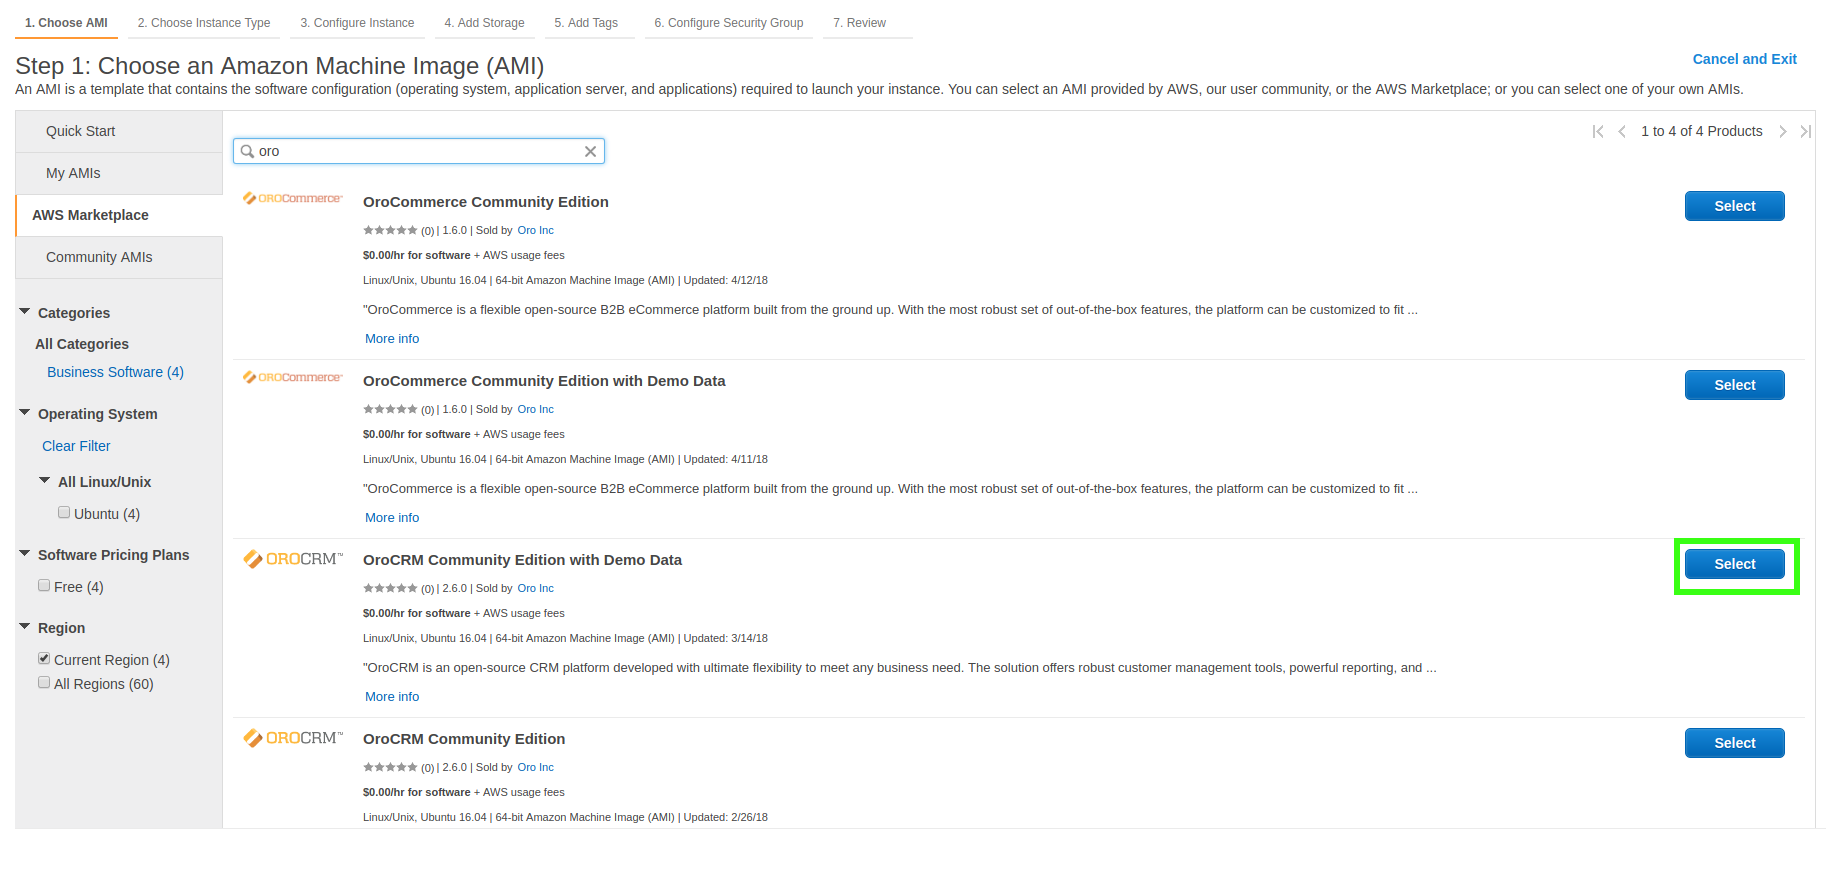 1. Choose AMI 2. Choose Instance Type 3. Configure Instance 4. Add Storage 5. Add Tags 6. Configure Security Group 7. Review
Cancel and Exit
Step 1: Choose an Amazon Machine Image (AMI)
An AMI is a template that contains the software configuration (operating system, application server, and applications) required to launch your instance. You can select an AMI provided by AWS, our user community, or the AWS Marketplace; or you can select one of your own AMIs.
Quick Start
My AMIs
AWS Marketplace
Community AMIs
Categories
All Categories
Business Software (4)
Operating System
Clear Filter
All Linux/Unix
Ubuntu (4)
Software Pricing Plans
Free (4)
Region
Current Region (4)
All Regions (60)
1 to 4 of 4 Products
oro
OROCommerce™
OroCommerce Community Edition
Select
(0) | 1.6.0 | Sold by Oro Inc
$0.00/hr for software + AWS usage fees
Linux/Unix, Ubuntu 16.04 | 64-bit Amazon Machine Image (AMI) | Updated: 4/12/18
"OroCommerce is a flexible open-source B2B eCommerce platform built from the ground up. With the most robust set of out-of-the-box features, the platform can be customized to fit ...
More info
OROCommerce™
OroCommerce Community Edition with Demo Data
Select
(0) | 1.6.0 | Sold by Oro Inc
$0.00/hr for software + AWS usage fees
Linux/Unix, Ubuntu 16.04 | 64-bit Amazon Machine Image (AMI) | Updated: 4/11/18
"OroCommerce is a flexible open-source B2B eCommerce platform built from the ground up. With the most robust set of out-of-the-box features, the platform can be customized to fit ...
More info
OROCRM™
OroCRM Community Edition with Demo Data
Select
(0) | 2.6.0 | Sold by Oro Inc
$0.00/hr for software + AWS usage fees
Linux/Unix, Ubuntu 16.04 | 64-bit Amazon Machine Image (AMI) | Updated: 3/14/18
"OroCRM is an open-source CRM platform developed with ultimate flexibility to meet any business need. The solution offers robust customer management tools, powerful reporting, and ...
More info
OROCRM™
OroCRM Community Edition
Select
(0) | 2.6.0 | Sold by Oro Inc
$0.00/hr for software + AWS usage fees
Linux/Unix, Ubuntu 16.04 | 64-bit Amazon Machine Image (AMI) | Updated: 2/26/18